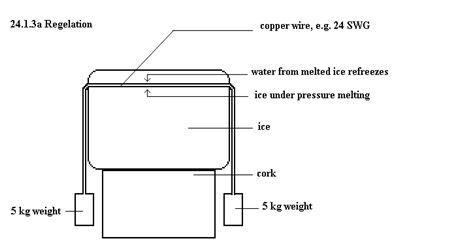 24.1.3a Regelation
copper wire, e.g. 24 SWG
water from melted ice refreezes
ice under pressure melting
ice
cork
5 kg weight
5 kg weight